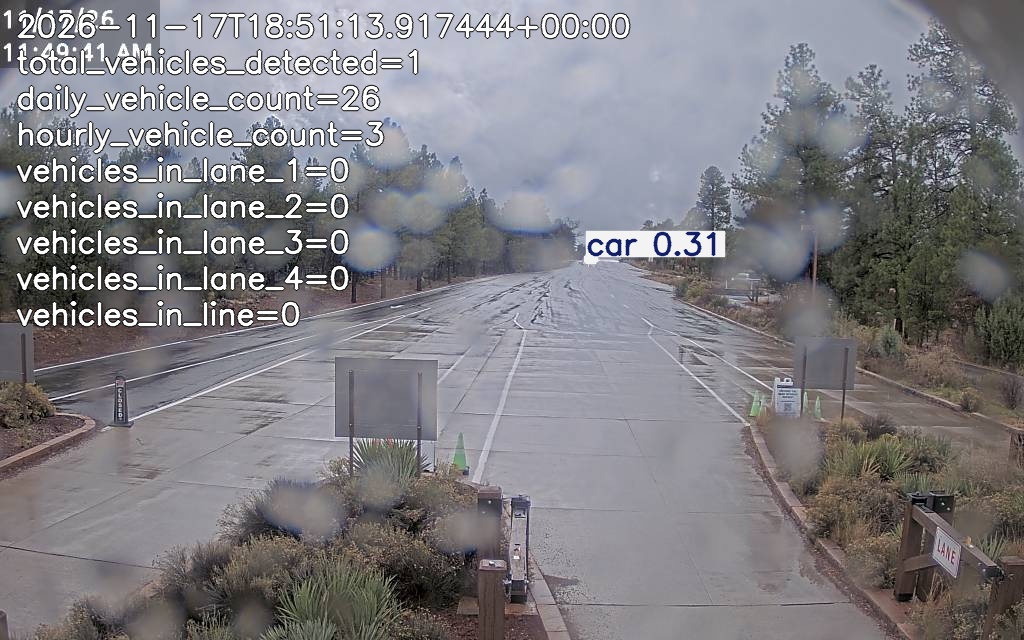 2026-11-17T18:51:13.917444+00:00
11:49:41 AM
total_vehicles_detected=1
daily_vehicle_count=26
hourly_vehicle_count=3
vehicles_in_lane_1=0
vehicles_in_lane_2=0
vehicles_in_lane_3=0
vehicles_in_lane_4=0
vehicles_in_line=0
car 0.31
CLOSED
LANE